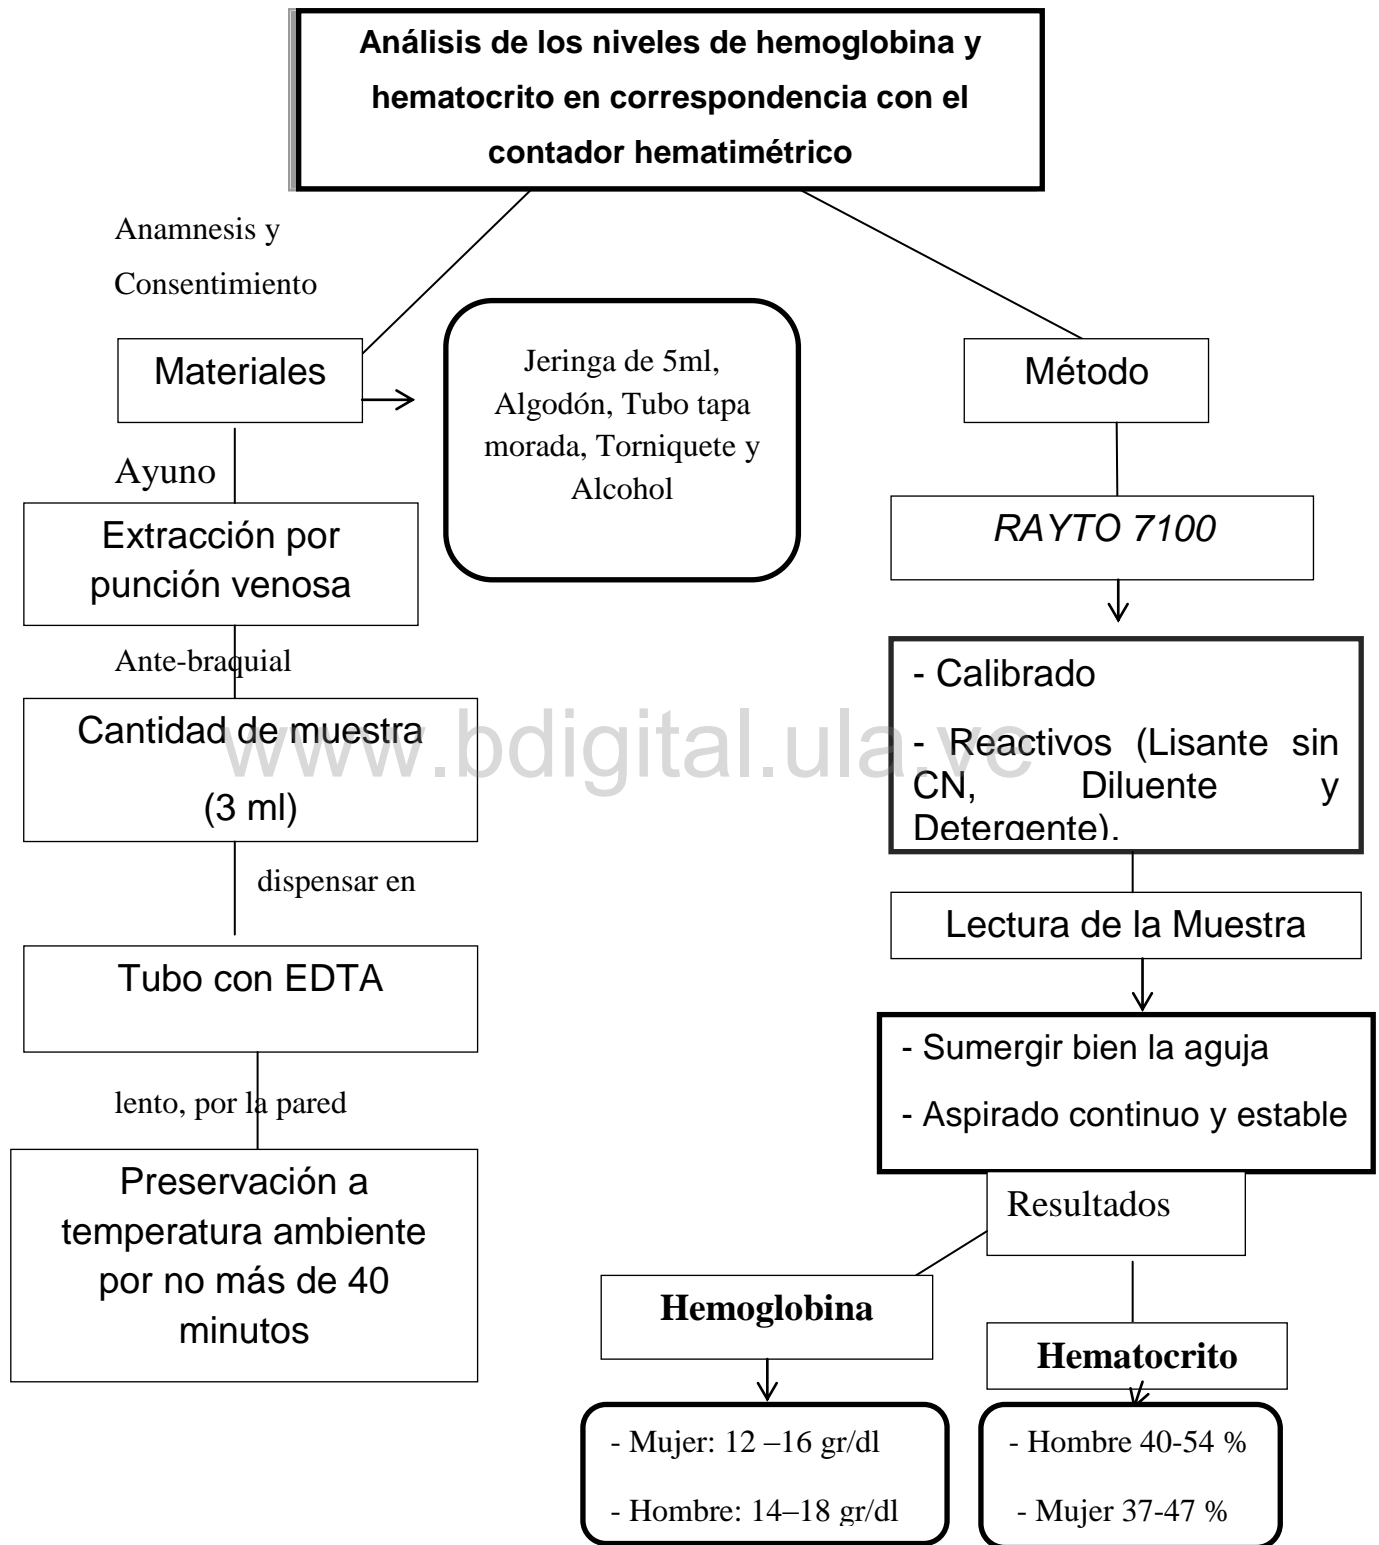 Análisis de los niveles de hemoglobina y
hematocrito en correspondencia con el
contador hematimétrico
Anamnesis y
Consentimiento
Materiales
Jeringa de 5ml,
Algodón, Tubo tapa
morada, Torniquete y
Alcohol
Ayuno
Extracción por
punción venosa
Ante-braquial
Cantidad de muestra
(3 ml)
dispensar en
Tubo con EDTA
lento, por la pared
Preservación a
temperatura ambiente
por no más de 40
minutos
Método
RAYTO 7100
- Calibrado
- Reactivos (Lisante sin
CN, Diluente y
Detergente).
Lectura de la Muestra
- Sumergir bien la aguja
- Aspirado continuo y estable
Resultados
Hemoglobina
- Mujer: 12 –16 gr/dl
- Hombre: 14–18 gr/dl
Hematocrito
- Hombre 40-54 %
- Mujer 37-47 %
www.bdigital.ula.ve